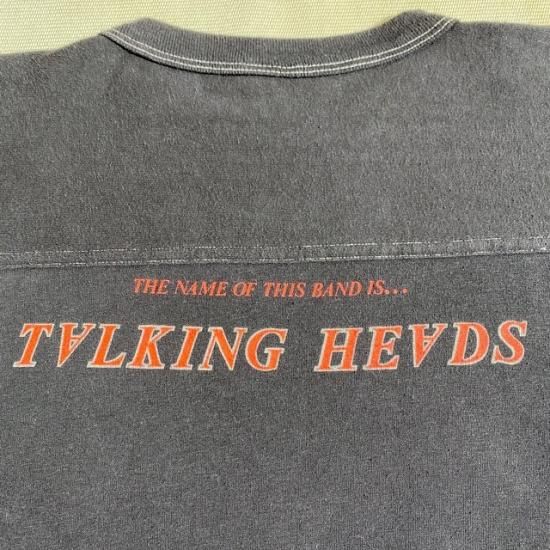 THE NAME OF THIS BAND IS...
T∀LKING HE∀DS